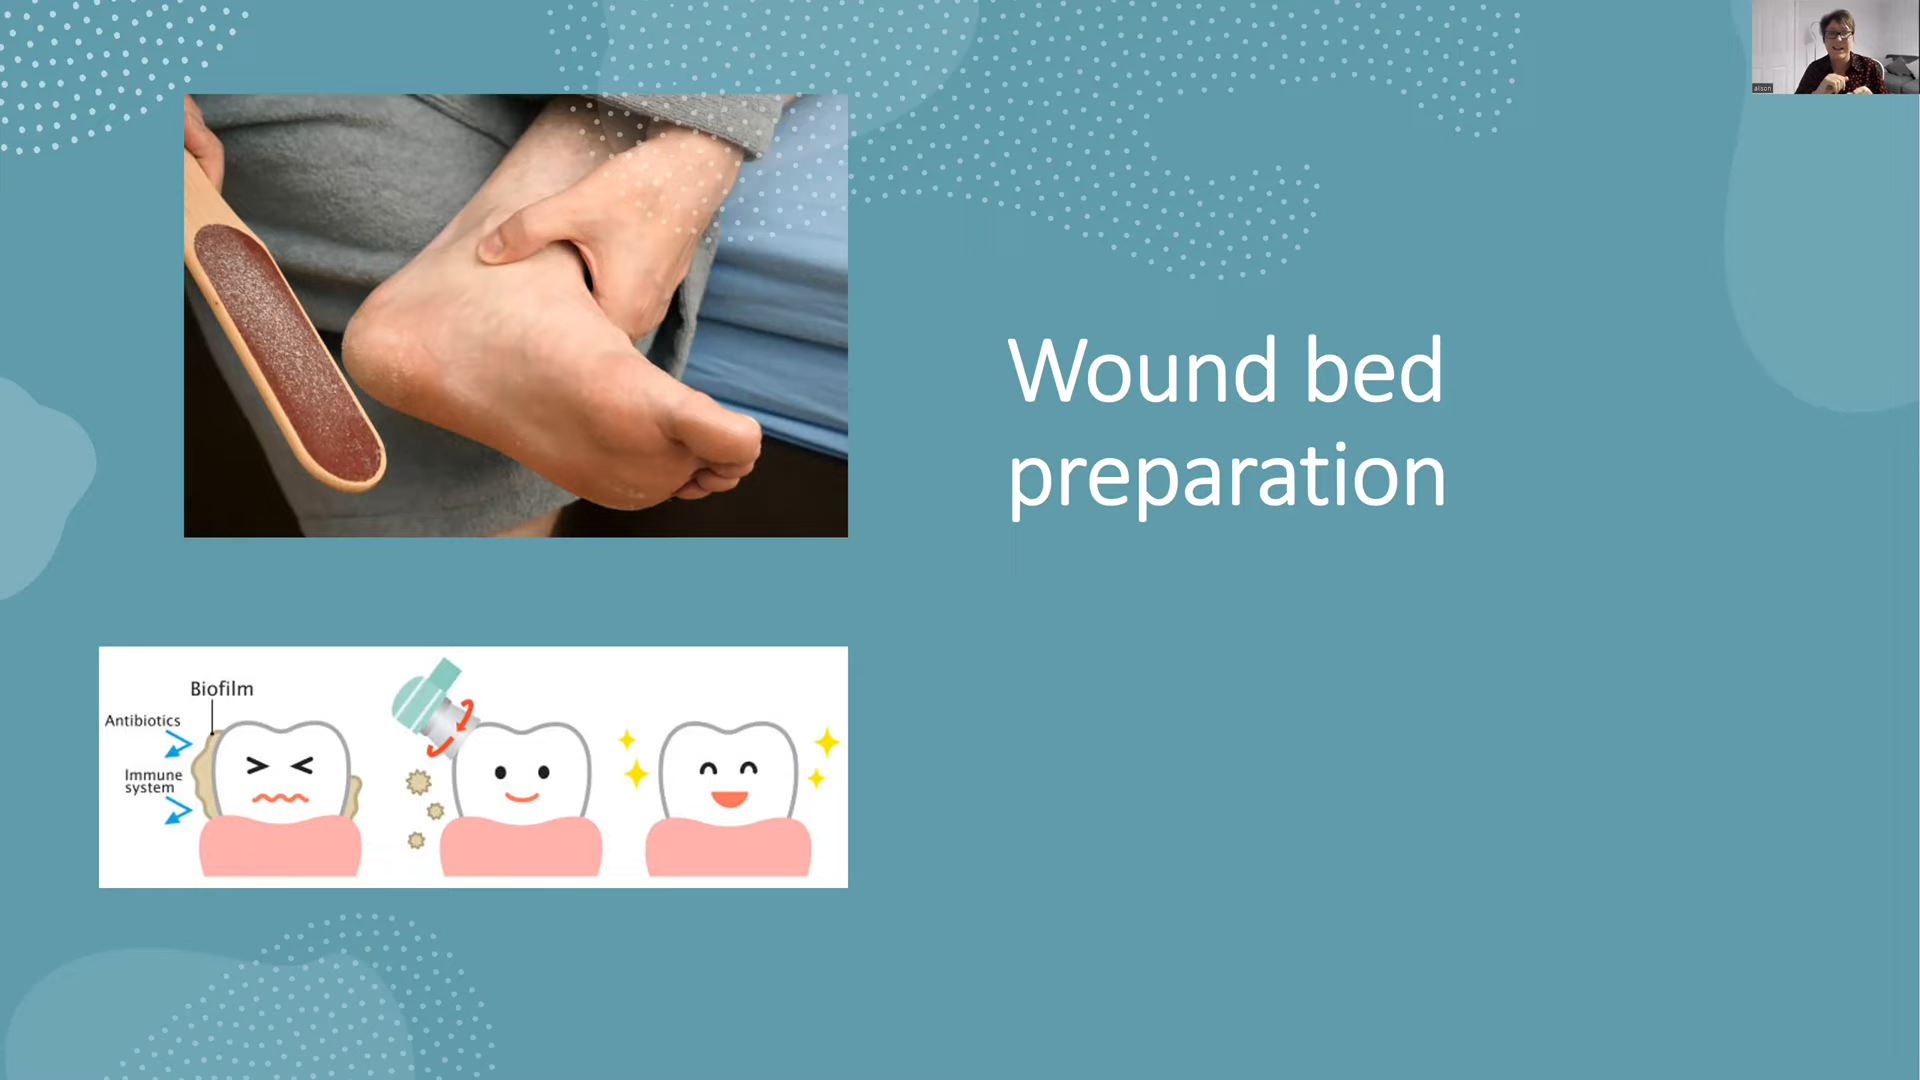 Wound bed
preparation
Biofilm
Antibiotics
Immune
system
alison